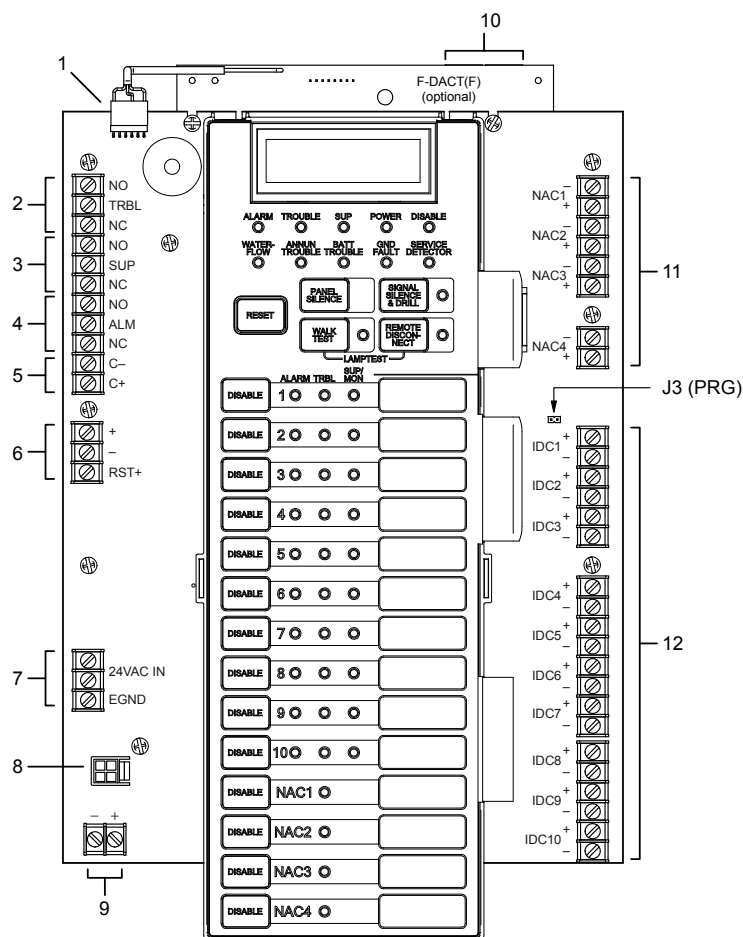 10
1
F-DACT(F)
(optional)
2
NO
TRBL
NC
3
NO
SUP
NC
4
NO
ALM
NC
5
C–
C+
6
+
–
RST+
7
24VAC IN
EGND
8
– +
9
ALARM TROUBLE SUP POWER DISABLE
WATER-FLOW ANNUN TROUBLE BATT TROUBLE GND FAULT SERVICE DETECTOR
RESET
PANEL SILENCE
SIGNAL SILENCE & DRILL
WALK TEST
REMOTE DISCON-NECT
LAMPTEST
ALARM TRBL SUP/MON
DISABLE 1
DISABLE 2
DISABLE 3
DISABLE 4
DISABLE 5
DISABLE 6
DISABLE 7
DISABLE 8
DISABLE 9
DISABLE 10
DISABLE NAC1
DISABLE NAC2
DISABLE NAC3
DISABLE NAC4
NAC1 – +
NAC2 – +
NAC3 – +
NAC4 – +
11
J3 (PRG)
IDC1 + –
IDC2 + –
IDC3 + –
IDC4 + –
IDC5 + –
IDC6 + –
IDC7 + –
IDC8 + –
IDC9 + –
IDC10 + –
12